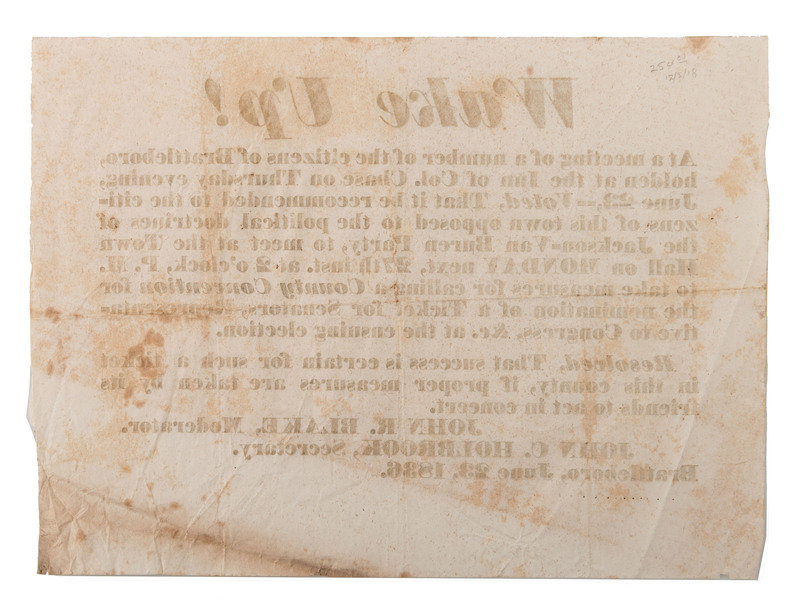 Wake Up!
At a meeting of a number of the citizens of Brattleboro,
holden at the Inn of Col. Chase on Thursday evening,
June 23,—Voted, That it be recommended to the citi-
zens of this town opposed to the political doctrines of
the Jackson-Van Buren Party, to meet at the Town
Hall on MONDAY next, 27th inst. at 2 o'clock, P. M.
to take measures for calling a County Convention for
the nomination of a Ticket for Senators, Representa-
tive to Congress, &c. at the ensuing election.
Resolved, That success is certain for such a ticket
in this county, if proper measures are taken by its
friends to act in concert.
JOHN R. BLAKE, Moderator.
JOHN C. HOLBROOK, Secretary.
Brattleboro, June 23, 1836.